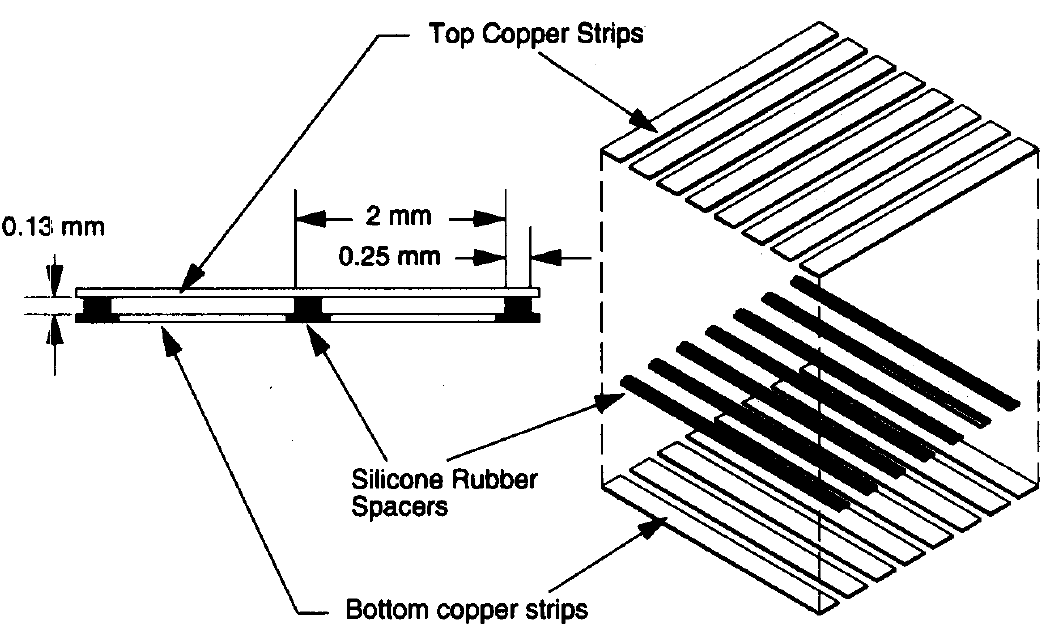 Top Copper Strips
0.13 mm
2 mm
0.25 mm
Silicone Rubber
Spacers
Bottom copper strips